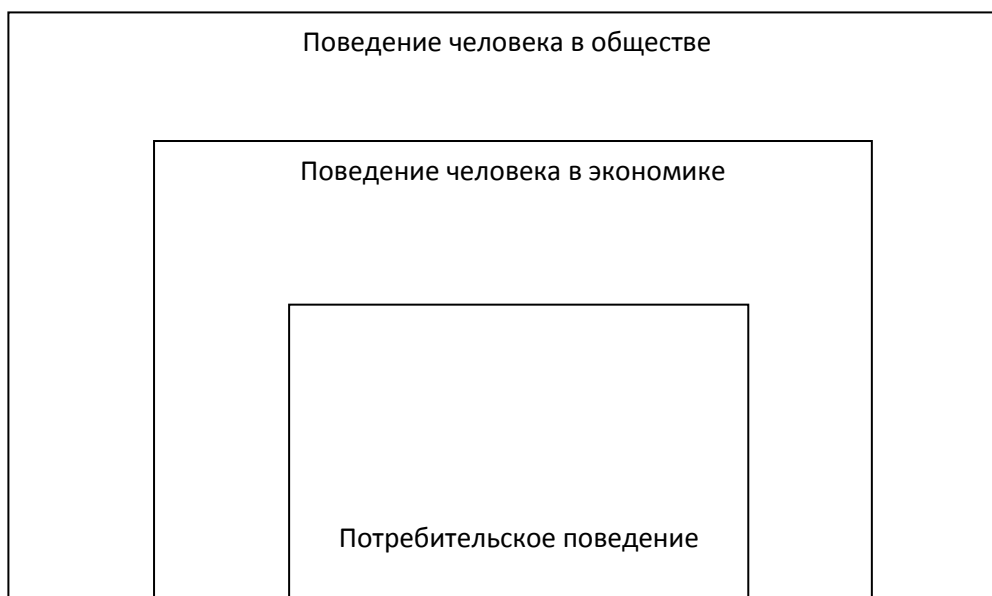 Поведение человека в обществе
Поведение человека в экономике
Потребительское поведение